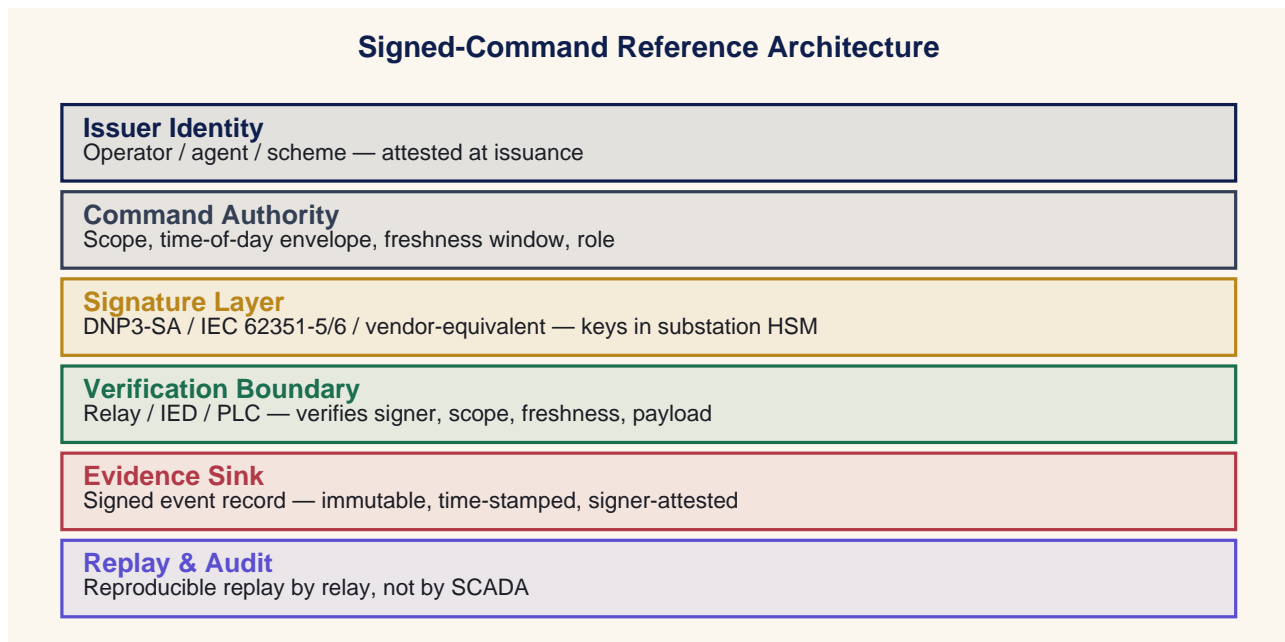 Signed-Command Reference Architecture
Issuer Identity
Operator / agent / scheme — attested at issuance
Command Authority
Scope, time-of-day envelope, freshness window, role
Signature Layer
DNP3-SA / IEC 62351-5/6 / vendor-equivalent — keys in substation HSM
Verification Boundary
Relay / IED / PLC — verifies signer, scope, freshness, payload
Evidence Sink
Signed event record — immutable, time-stamped, signer-attested
Replay & Audit
Reproducible replay by relay, not by SCADA